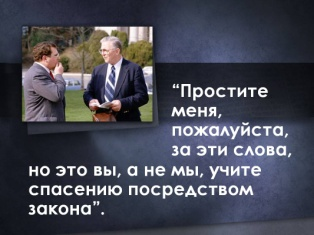 “Простите
меня,
пожалуйста,
за эти слова,
но это вы, а не мы, учите
спасению посредством
закона”.